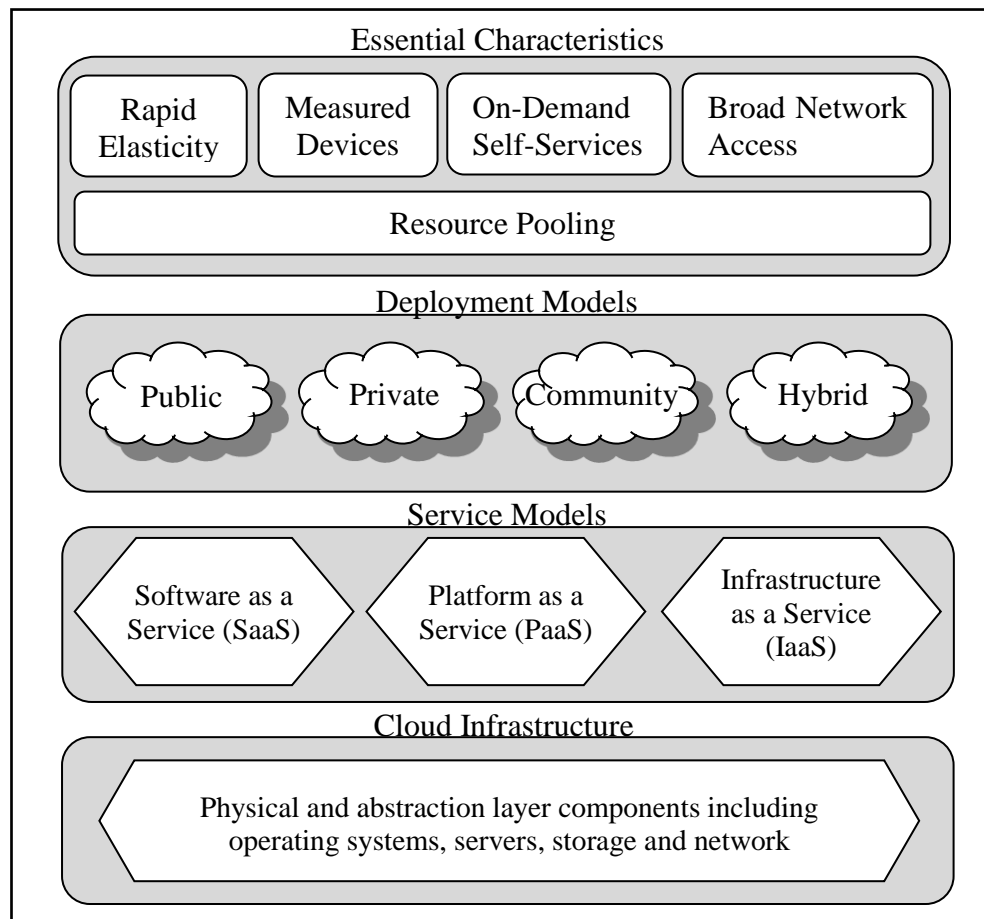 Essential Characteristics
Rapid
Elasticity
Measured
Devices
On-Demand
Self-Services
Broad Network
Access
Resource Pooling
Deployment Models
Public
Private
Community
Hybrid
Service Models
Software as a
Service (SaaS)
Platform as a
Service (PaaS)
Infrastructure
as a Service
(IaaS)
Cloud Infrastructure
Physical and abstraction layer components including
operating systems, servers, storage and network